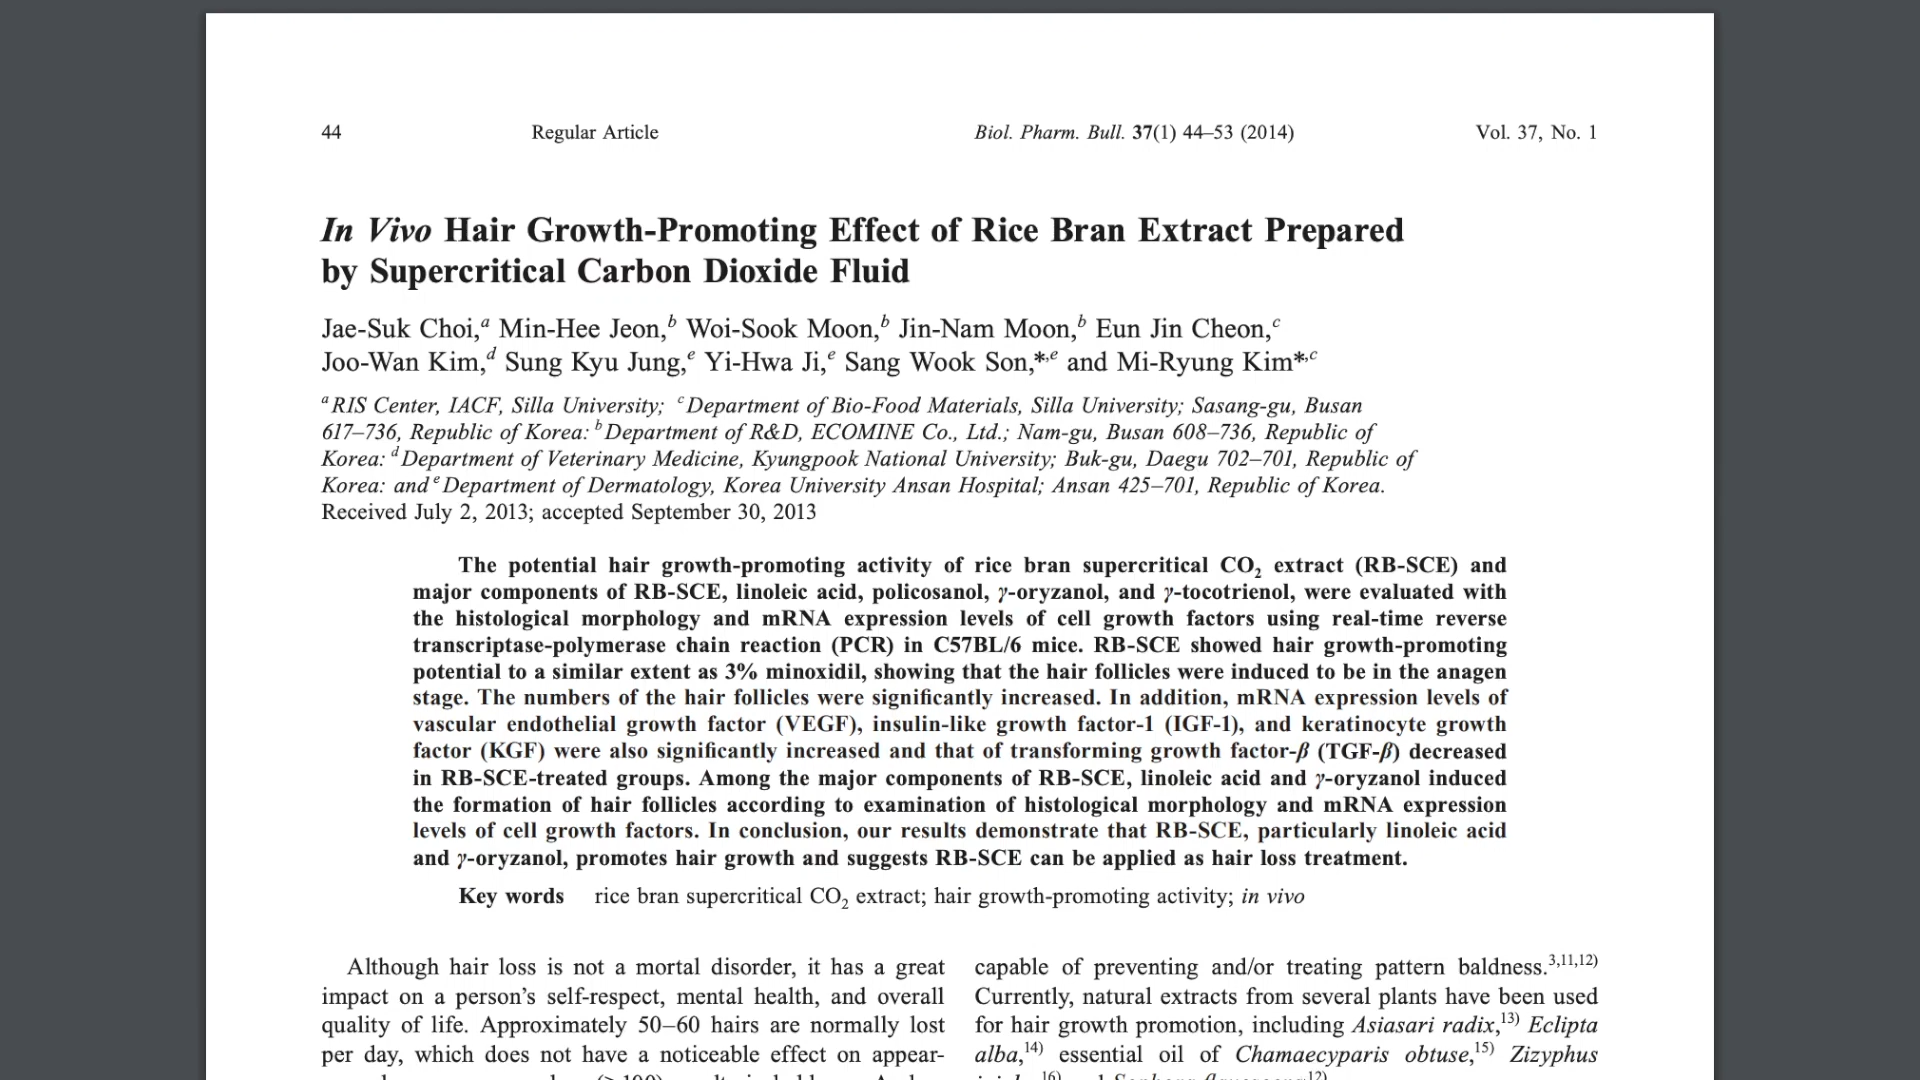 44 Regular Article Biol. Pharm. Bull. 37(1) 44–53 (2014) Vol. 37, No. 1
In Vivo Hair Growth-Promoting Effect of Rice Bran Extract Prepared
by Supercritical Carbon Dioxide Fluid
Jae-Suk Choi,a Min-Hee Jeon,b Woi-Sook Moon,b Jin-Nam Moon,b Eun Jin Cheon,c
Joo-Wan Kim,d Sung Kyu Jung,e Yi-Hwa Ji,e Sang Wook Son,*,e and Mi-Ryung Kim*,c
a RIS Center, IACF, Silla University; c Department of Bio-Food Materials, Silla University; Sasang-gu, Busan
617–736, Republic of Korea: b Department of R&D, ECOMINE Co., Ltd.; Nam-gu, Busan 608–736, Republic of
Korea: d Department of Veterinary Medicine, Kyungpook National University; Buk-gu, Daegu 702–701, Republic of
Korea: and e Department of Dermatology, Korea University Ansan Hospital; Ansan 425–701, Republic of Korea.
Received July 2, 2013; accepted September 30, 2013
The potential hair growth-promoting activity of rice bran supercritical CO2 extract (RB-SCE) and
major components of RB-SCE, linoleic acid, policosanol, γ-oryzanol, and γ-tocotrienol, were evaluated with
the histological morphology and mRNA expression levels of cell growth factors using real-time reverse
transcriptase-polymerase chain reaction (PCR) in C57BL/6 mice. RB-SCE showed hair growth-promoting
potential to a similar extent as 3% minoxidil, showing that the hair follicles were induced to be in the anagen
stage. The numbers of the hair follicles were significantly increased. In addition, mRNA expression levels of
vascular endothelial growth factor (VEGF), insulin-like growth factor-1 (IGF-1), and keratinocyte growth
factor (KGF) were also significantly increased and that of transforming growth factor-β (TGF-β) decreased
in RB-SCE-treated groups. Among the major components of RB-SCE, linoleic acid and γ-oryzanol induced
the formation of hair follicles according to examination of histological morphology and mRNA expression
levels of cell growth factors. In conclusion, our results demonstrate that RB-SCE, particularly linoleic acid
and γ-oryzanol, promotes hair growth and suggests RB-SCE can be applied as hair loss treatment.
Key words rice bran supercritical CO2 extract; hair growth-promoting activity; in vivo
Although hair loss is not a mortal disorder, it has a great
impact on a person's self-respect, mental health, and overall
quality of life. Approximately 50–60 hairs are normally lost
per day, which does not have a noticeable effect on appear-
capable of preventing and/or treating pattern baldness.3,11,12)
Currently, natural extracts from several plants have been used
for hair growth promotion, including Asiasari radix,13) Eclipta
alba,14) essential oil of Chamaecyparis obtuse,15) Zizyphus